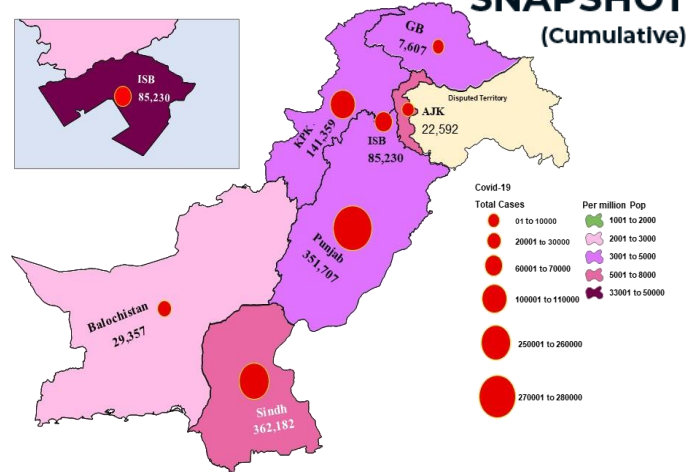 SNAPSHOT
(Cumulative)
ISB
85,230
GB
7,607
Disputed Territory
AJK
22,592
KPK
141,359
ISB
85,230
Punjab
351,707
Balochistan
29,357
Sindh
362,182
Covid-19
Total Cases
01 to 10000
20001 to 30000
60001 to 70000
100001 to 110000
250001 to 260000
270001 to 280000
Per million Pop
1001 to 2000
2001 to 3000
3001 to 5000
5001 to 8000
33001 to 50000